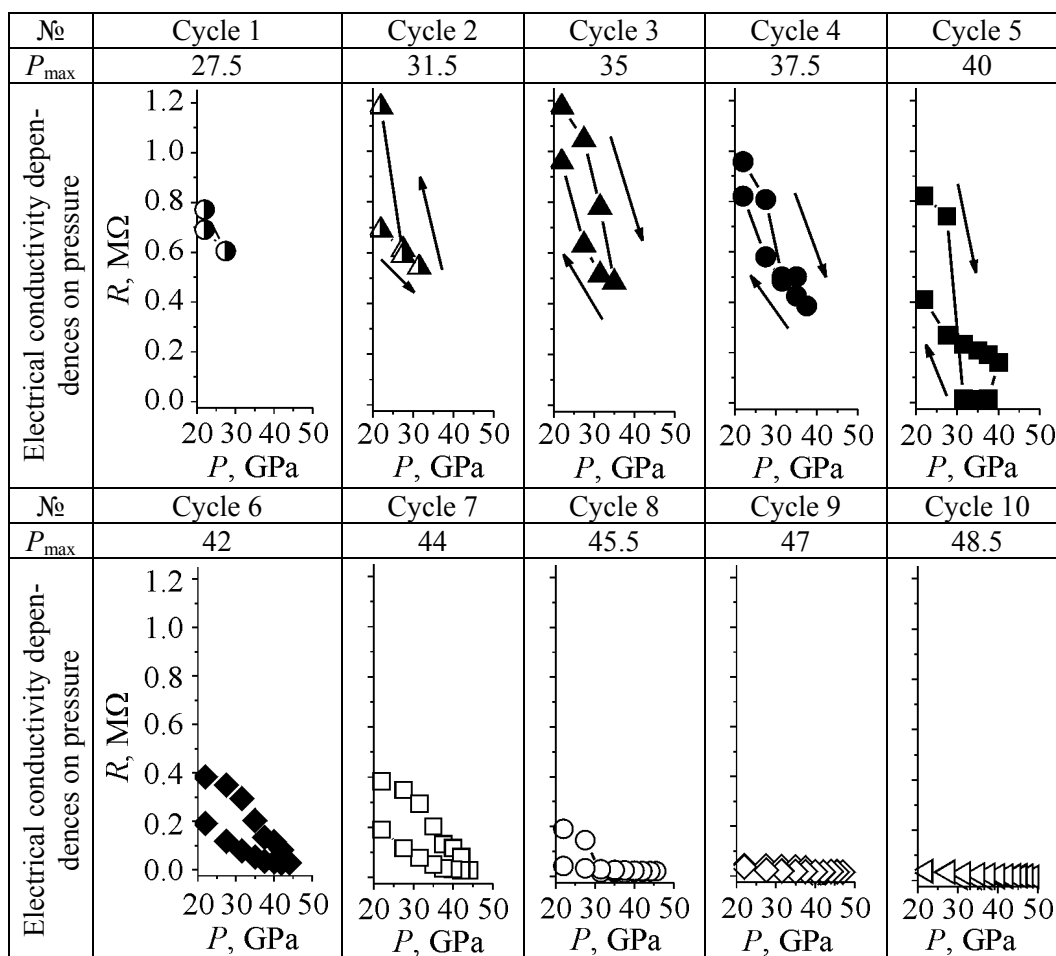 № Cycle 1 Cycle 2 Cycle 3 Cycle 4 Cycle 5
Pmax 27.5 31.5 35 37.5 40
Electrical conductivity depen-
dences on pressure
R, MΩ
1.2
1.0
0.8
0.6
0.4
0.2
0.0
20 30 40 50 20 30 40 50 20 30 40 50 20 30 40 50 20 30 40 50
P, GPa P, GPa P, GPa P, GPa P, GPa
№ Cycle 6 Cycle 7 Cycle 8 Cycle 9 Cycle 10
Pmax 42 44 45.5 47 48.5
Electrical conductivity depen-
dences on pressure
R, MΩ
1.2
1.0
0.8
0.6
0.4
0.2
0.0
20 30 40 50 20 30 40 50 20 30 40 50 20 30 40 50 20 30 40 50
P, GPa P, GPa P, GPa P, GPa P, GPa